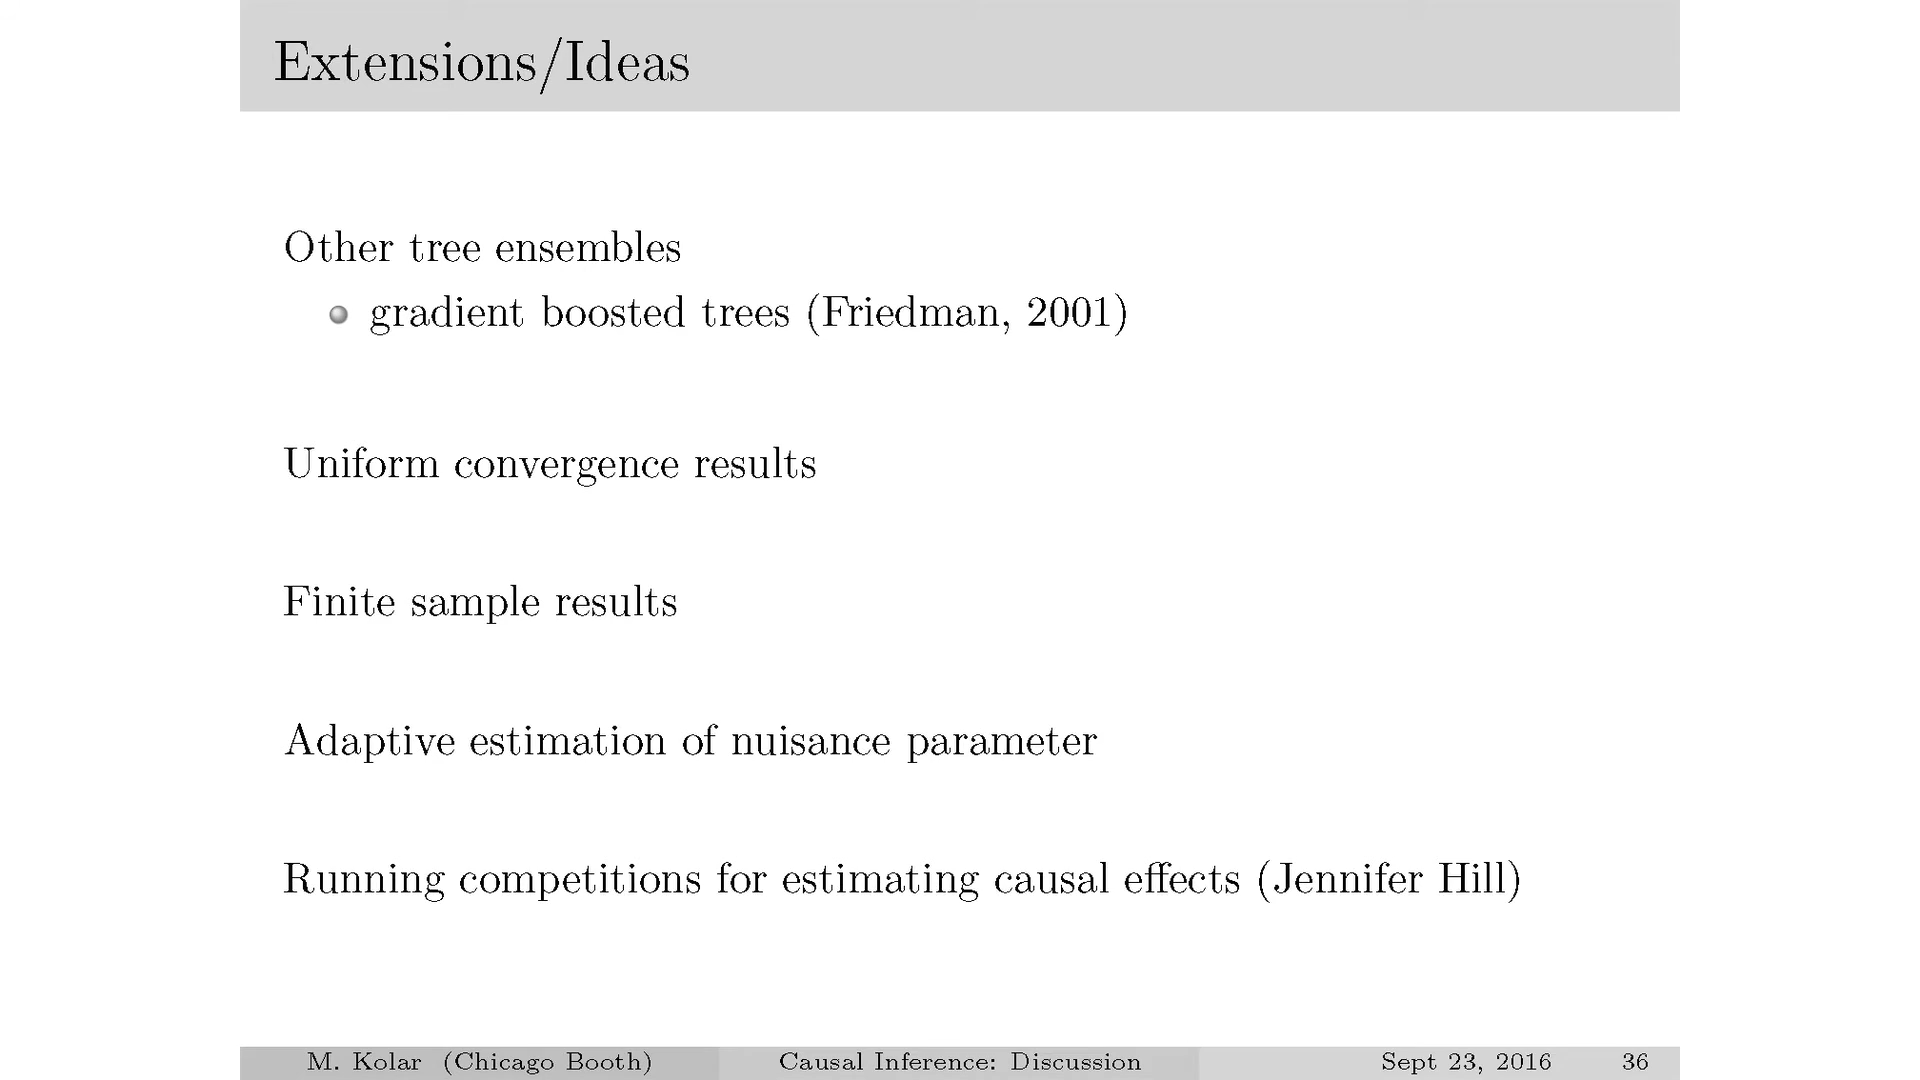 Extensions/Ideas
Other tree ensembles
gradient boosted trees (Friedman, 2001)
Uniform convergence results
Finite sample results
Adaptive estimation of nuisance parameter
Running competitions for estimating causal effects (Jennifer Hill)
M. Kolar (Chicago Booth) Causal Inference: Discussion Sept 23, 2016 36